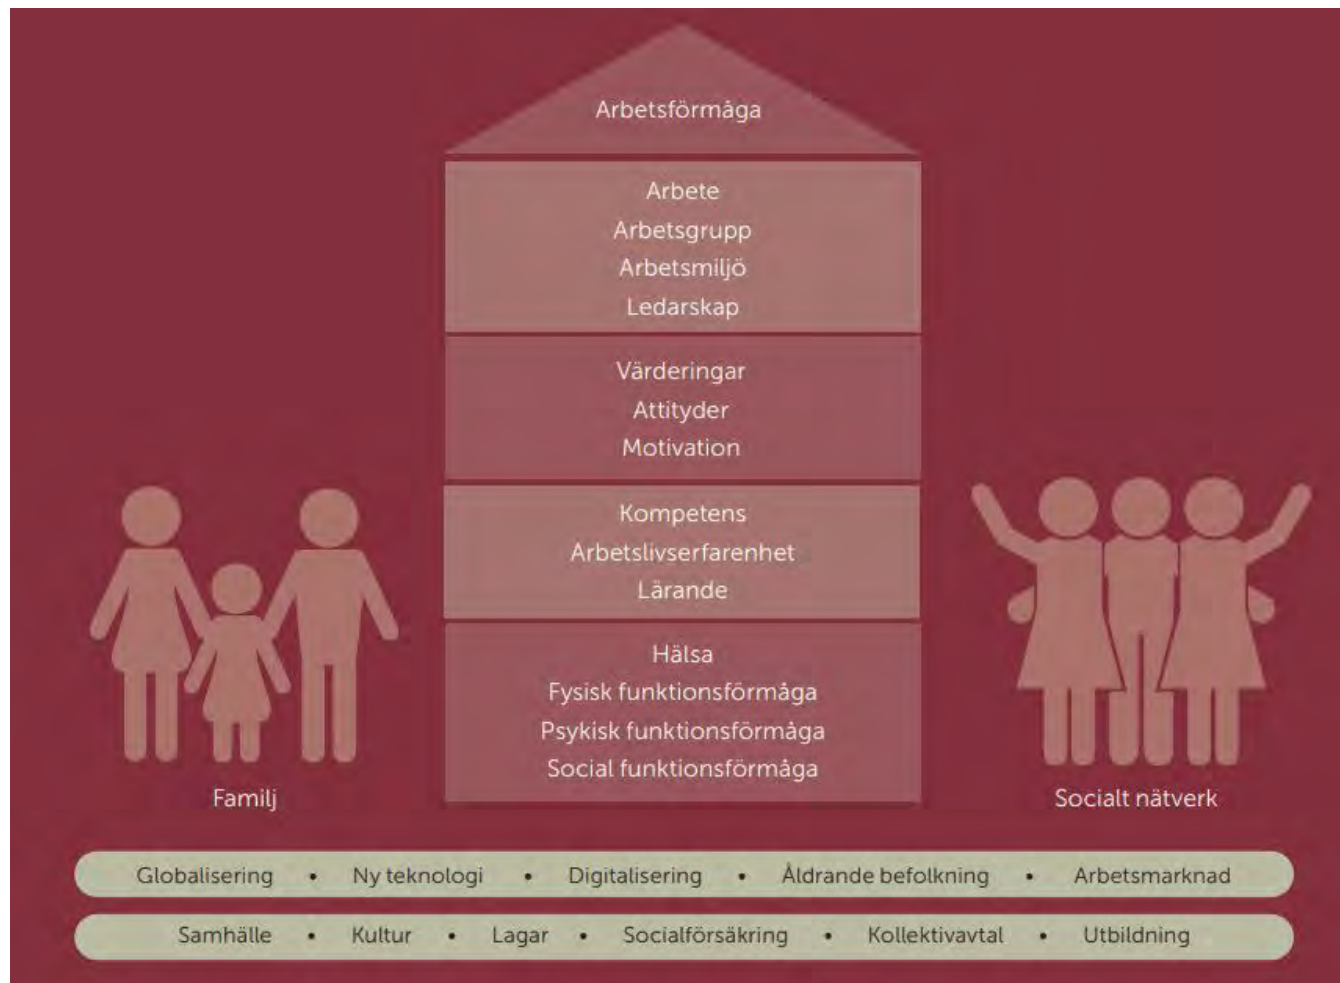 Arbetsförmåga
Arbete
Arbetsgrupp
Arbetsmiljö
Ledarskap
Värderingar
Attityder
Motivation
Kompetens
Arbetslivserfarenhet
Lärande
Hälsa
Fysisk funktionsförmåga
Psykisk funktionsförmåga
Social funktionsförmåga
Familj
Socialt nätverk
Globalisering • Ny teknologi • Digitalisering • Åldrande befolkning • Arbetsmarknad
Samhälle • Kultur • Lagar • Socialförsäkring • Kollektivavtal • Utbildning